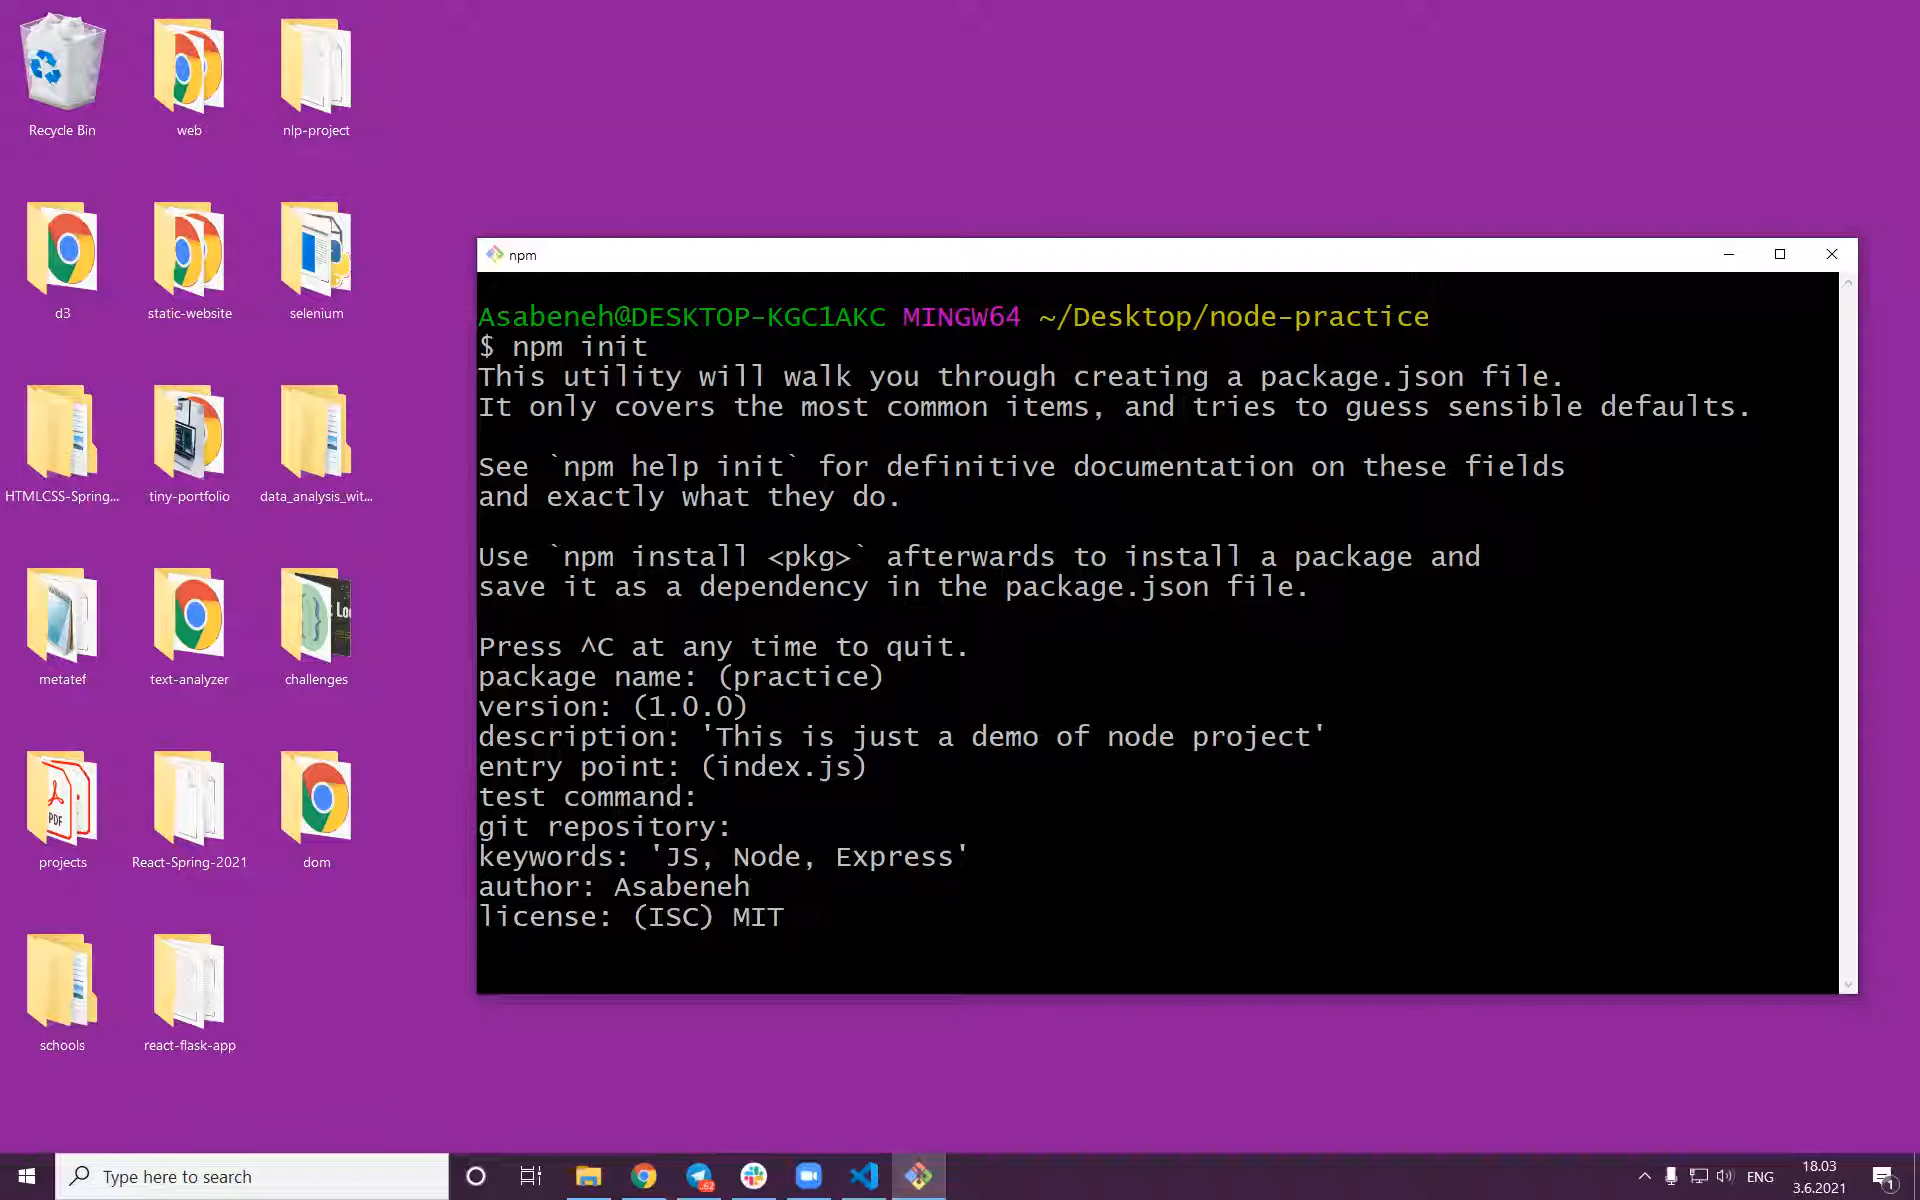 Recycle Bin
web
nlp-project
d3
static-website
selenium
HTMLCSS-Spring...
tiny-portfolio
data_analysis_wit...
metatef
text-analyzer
challenges
projects
React-Spring-2021
dom
schools
react-flask-app
PDF
npm
Asabeneh@DESKTOP-KGC1AKC MINGW64 ~/Desktop/node-practice
$ npm init
This utility will walk you through creating a package.json file.
It only covers the most common items, and tries to guess sensible defaults.
See `npm help init` for definitive documentation on these fields
and exactly what they do.
Use `npm install <pkg>` afterwards to install a package and
save it as a dependency in the package.json file.
Press ^C at any time to quit.
package name: (practice)
version: (1.0.0)
description: 'This is just a demo of node project'
entry point: (index.js)
test command:
git repository:
keywords: 'JS, Node, Express'
author: Asabeneh
license: (ISC) MIT
Type here to search
62
ENG
18.03
3.6.2021
1